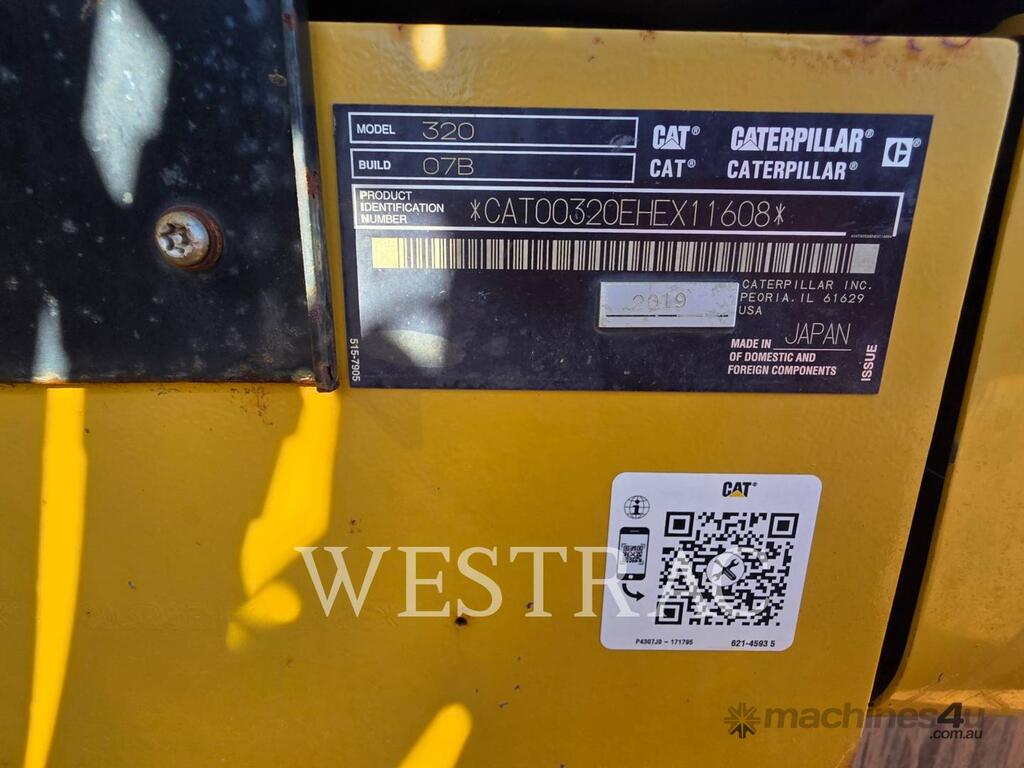 MODEL 320
CAT® CATERPILLAR®
BUILD 07B
CAT® CATERPILLAR®
PRODUCT
IDENTIFICATION
NUMBER
*CAT00320EHEX11608*
CATERPILLAR INC.
PEORIA, IL 61629
USA
2019
MADE IN JAPAN
OF DOMESTIC AND
FOREIGN COMPONENTS
515-7905
ISSUE
CAT®
P4307J0 - 171795
621-4593 5
WESTRAC
machines4u
.com.au